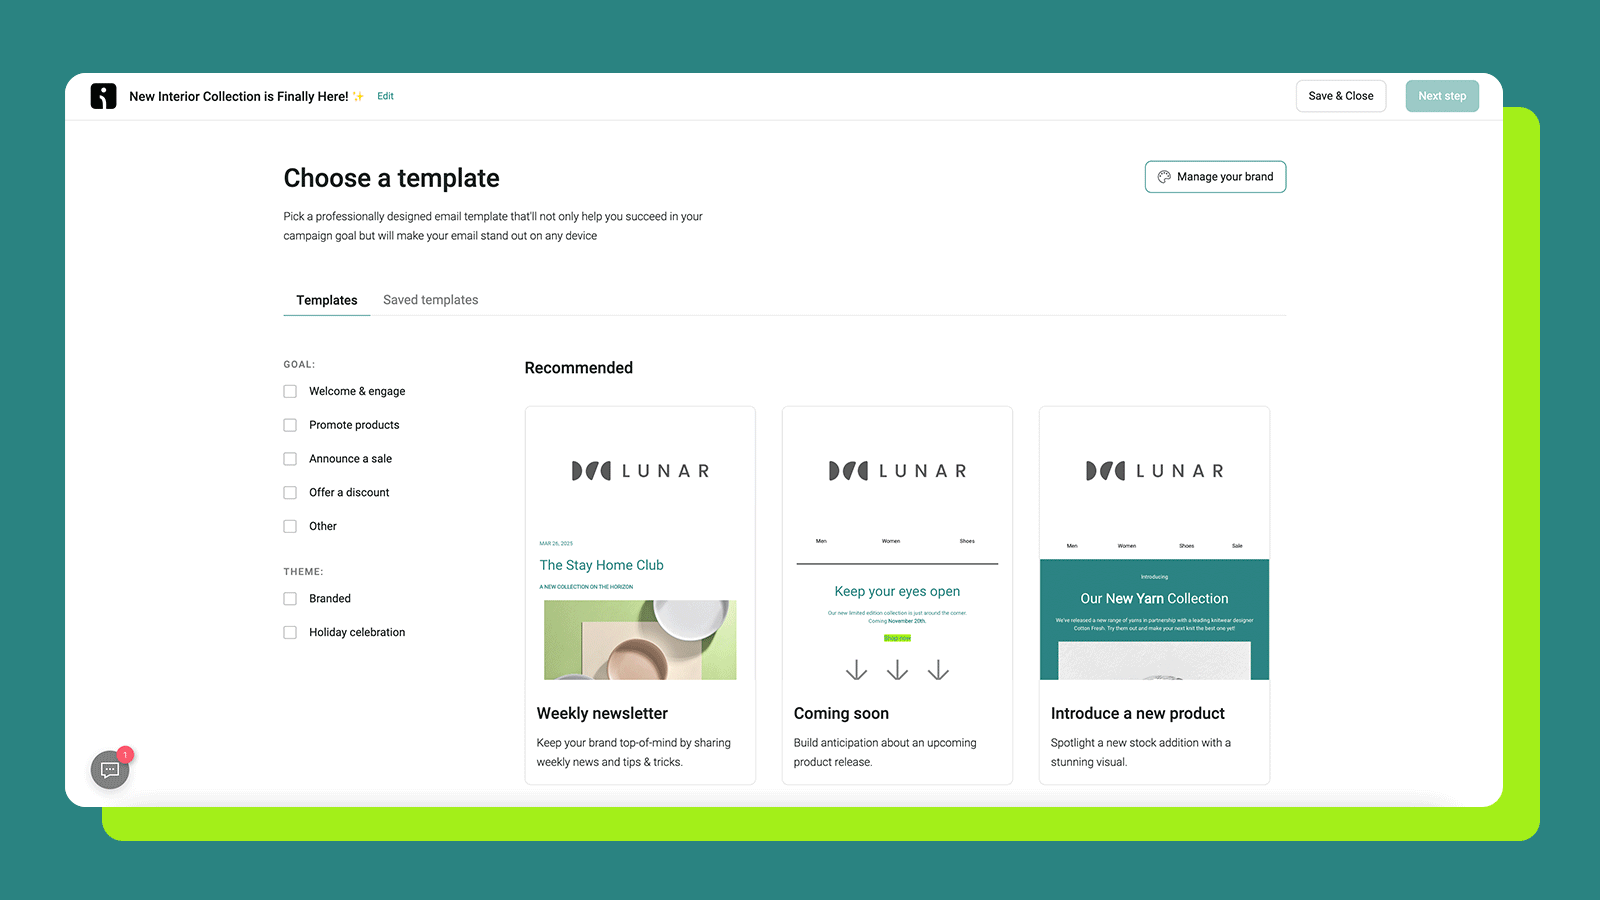 New Interior Collection is Finally Here! ✨ Edit
Save & Close
Next step
Choose a template
Manage your brand
Pick a professionally designed email template that'll not only help you succeed in your
campaign goal but will make your email stand out on any device
Templates
Saved templates
GOAL:
Welcome & engage
Promote products
Announce a sale
Offer a discount
Other
THEME:
Branded
Holiday celebration
Recommended
LUNAR
MAR 26, 2025
The Stay Home Club
A NEW COLLECTION ON THE HORIZON
Weekly newsletter
Keep your brand top-of-mind by sharing
weekly news and tips & tricks.
LUNAR
Men Women Shoes
Keep your eyes open
Our new limited edition collection is just around the corner.
Coming November 20th.
Shop now
Coming soon
Build anticipation about an upcoming
product release.
LUNAR
Men Women Shoes Sale
Introducing
Our New Yarn Collection
We've released a new range of yarns in partnership with a leading knitwear designer
Cotton Fresh. Try them out and make your next knit the best one yet!
Introduce a new product
Spotlight a new stock addition with a
stunning visual.
1